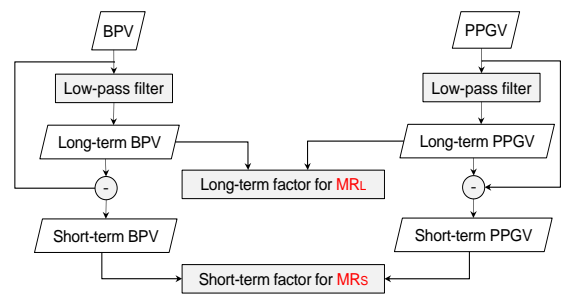 BPV
PPGV
Low-pass filter
Low-pass filter
Long-term BPV
Long-term PPGV
Long-term factor for MRL
-
-
Short-term BPV
Short-term PPGV
Short-term factor for MRS